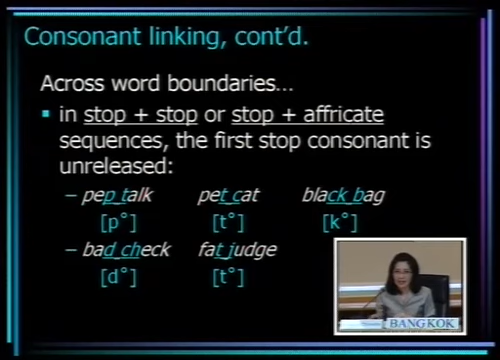 Consonant linking, cont'd.
Across word boundaries…
▪ in stop + stop or stop + affricate
sequences, the first stop consonant is
unreleased:
– pep talk pet cat black bag
[p°] [t°] [k°]
– bad check fat judge
[d°] [t°]
BANGKOK